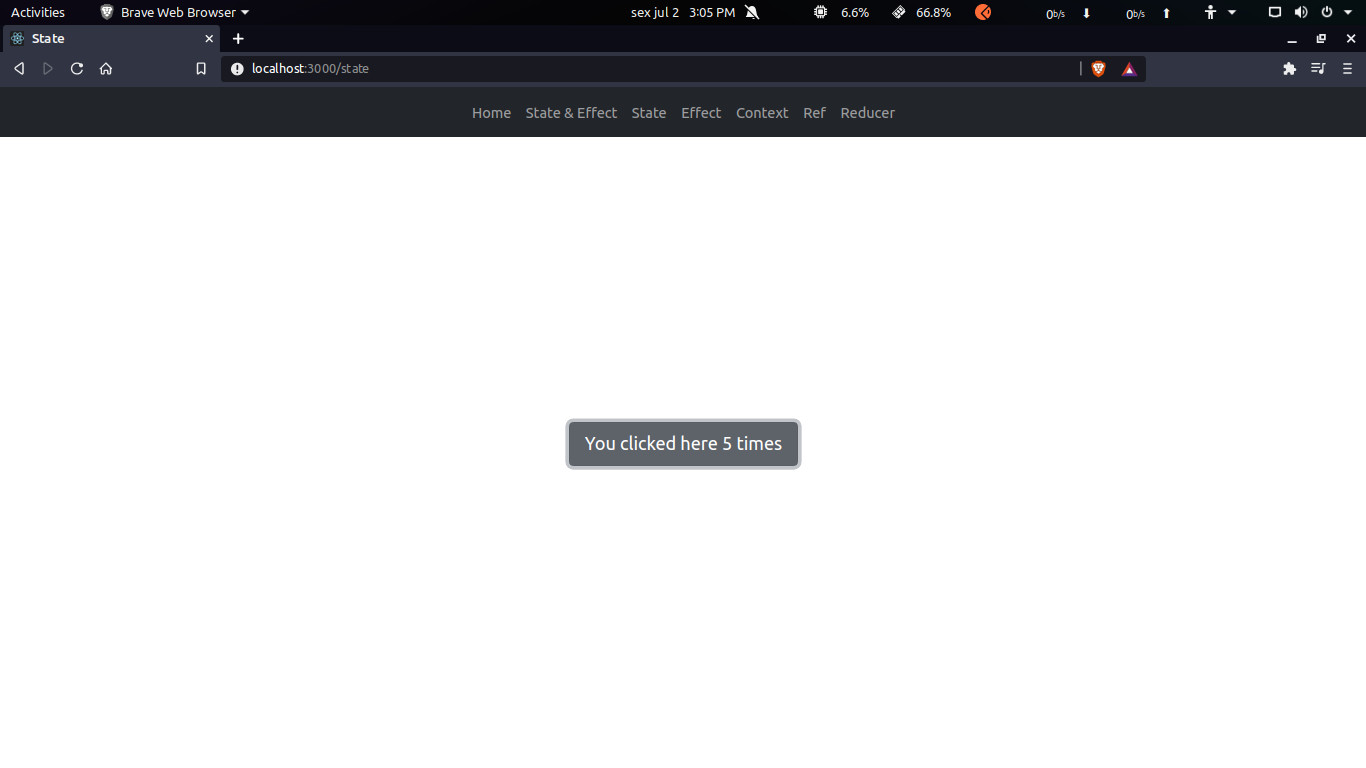 Activities Brave Web Browser sex jul 2 3:05 PM 6.6% 66.8% 0b/s 0b/s
State
localhost:3000/state
Home State & Effect State Effect Context Ref Reducer
You clicked here 5 times